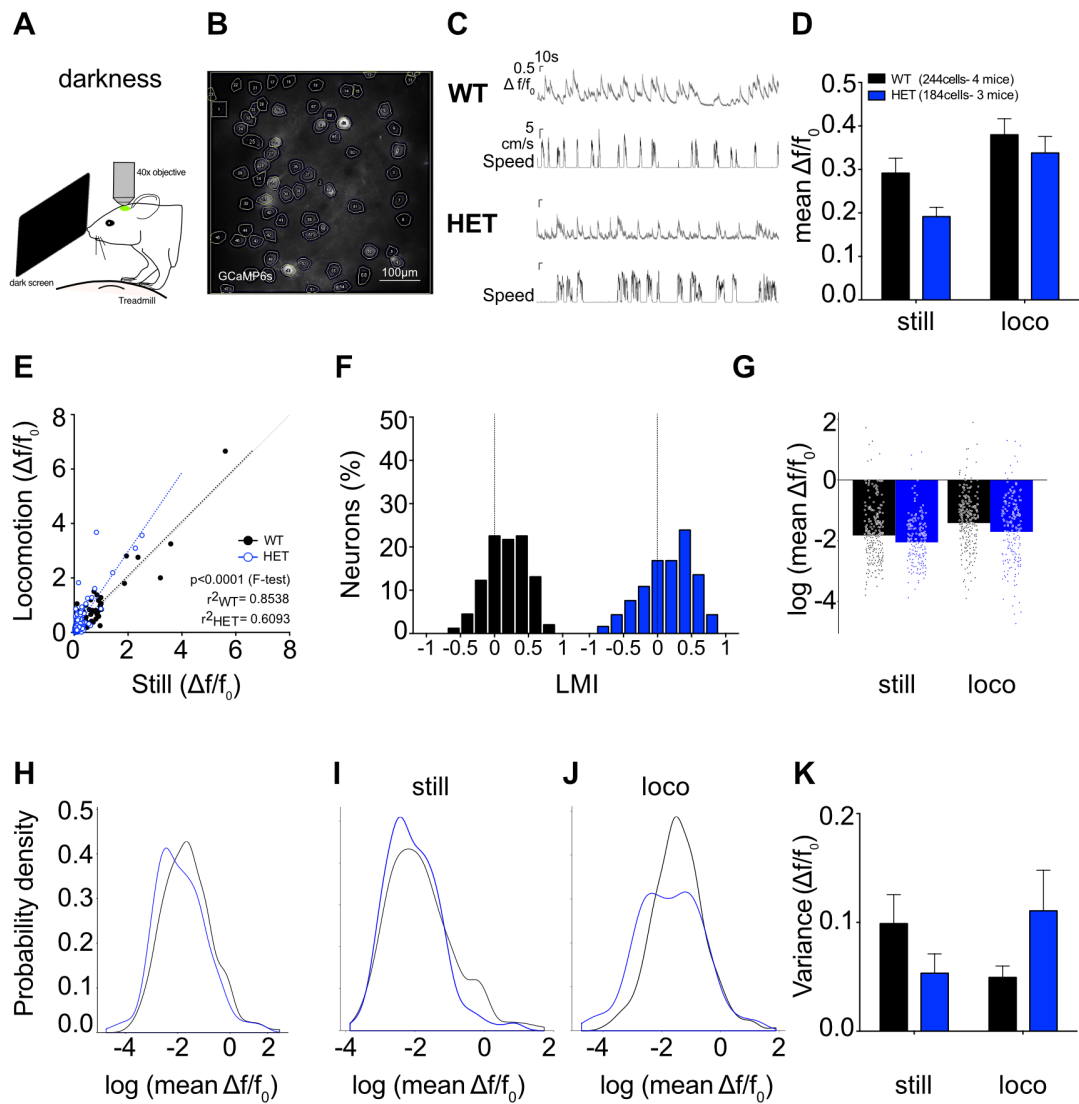 A
B
C
D
darkness
40x objective
dark screen
Treadmill
GCaMP6s
100µm
10s
0.5
Δ f/f0
WT
5
cm/s
Speed
HET
Speed
WT (244cells- 4 mice)
HET (184cells- 3 mice)
mean Δf/f0
0.5
0.4
0.3
0.2
0.1
0.0
still
loco
E
F
G
Locomotion (Δf/f0)
8
6
4
2
0
WT
HET
p<0.0001 (F-test)
r2WT= 0.8538
r2HET= 0.6093
0 2 4 6 8
Still (Δf/f0)
Neurons (%)
50
40
30
20
10
0
-1 -0.5 0 0.5 1 -1 -0.5 0 0.5 1
LMI
log (mean Δf/f0)
2
0
-2
-4
still
loco
H
I
J
K
still
loco
Probability density
0.5
0.4
0.3
0.2
0.1
0.0
-4 -2 0 2
log (mean Δf/f0)
-4 -2 0 2
log (mean Δf/f0)
-4 -2 0 2
log (mean Δf/f0)
Variance (Δf/f0)
0.2
0.1
0.0
still
loco